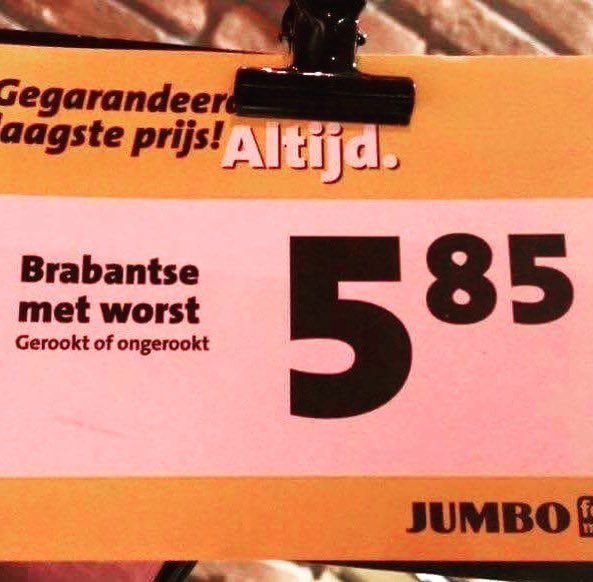 Gegarandeerd
laagste prijs! Altijd.
Brabantse
met worst
Gerookt of ongerookt
5 85
JUMBO